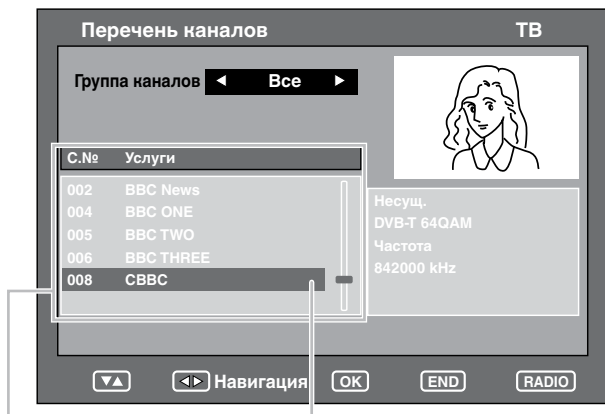 Перечень каналов ТВ
Группа каналов ◄ Все ►
С.№ Услуги
002 BBC News
004 BBC ONE
005 BBC TWO
006 BBC THREE
008 CBBC
Несущ.
DVB-T 64QAM
Частота
842000 kHz
▼▲ ◁▷ Навигация OK END RADIO